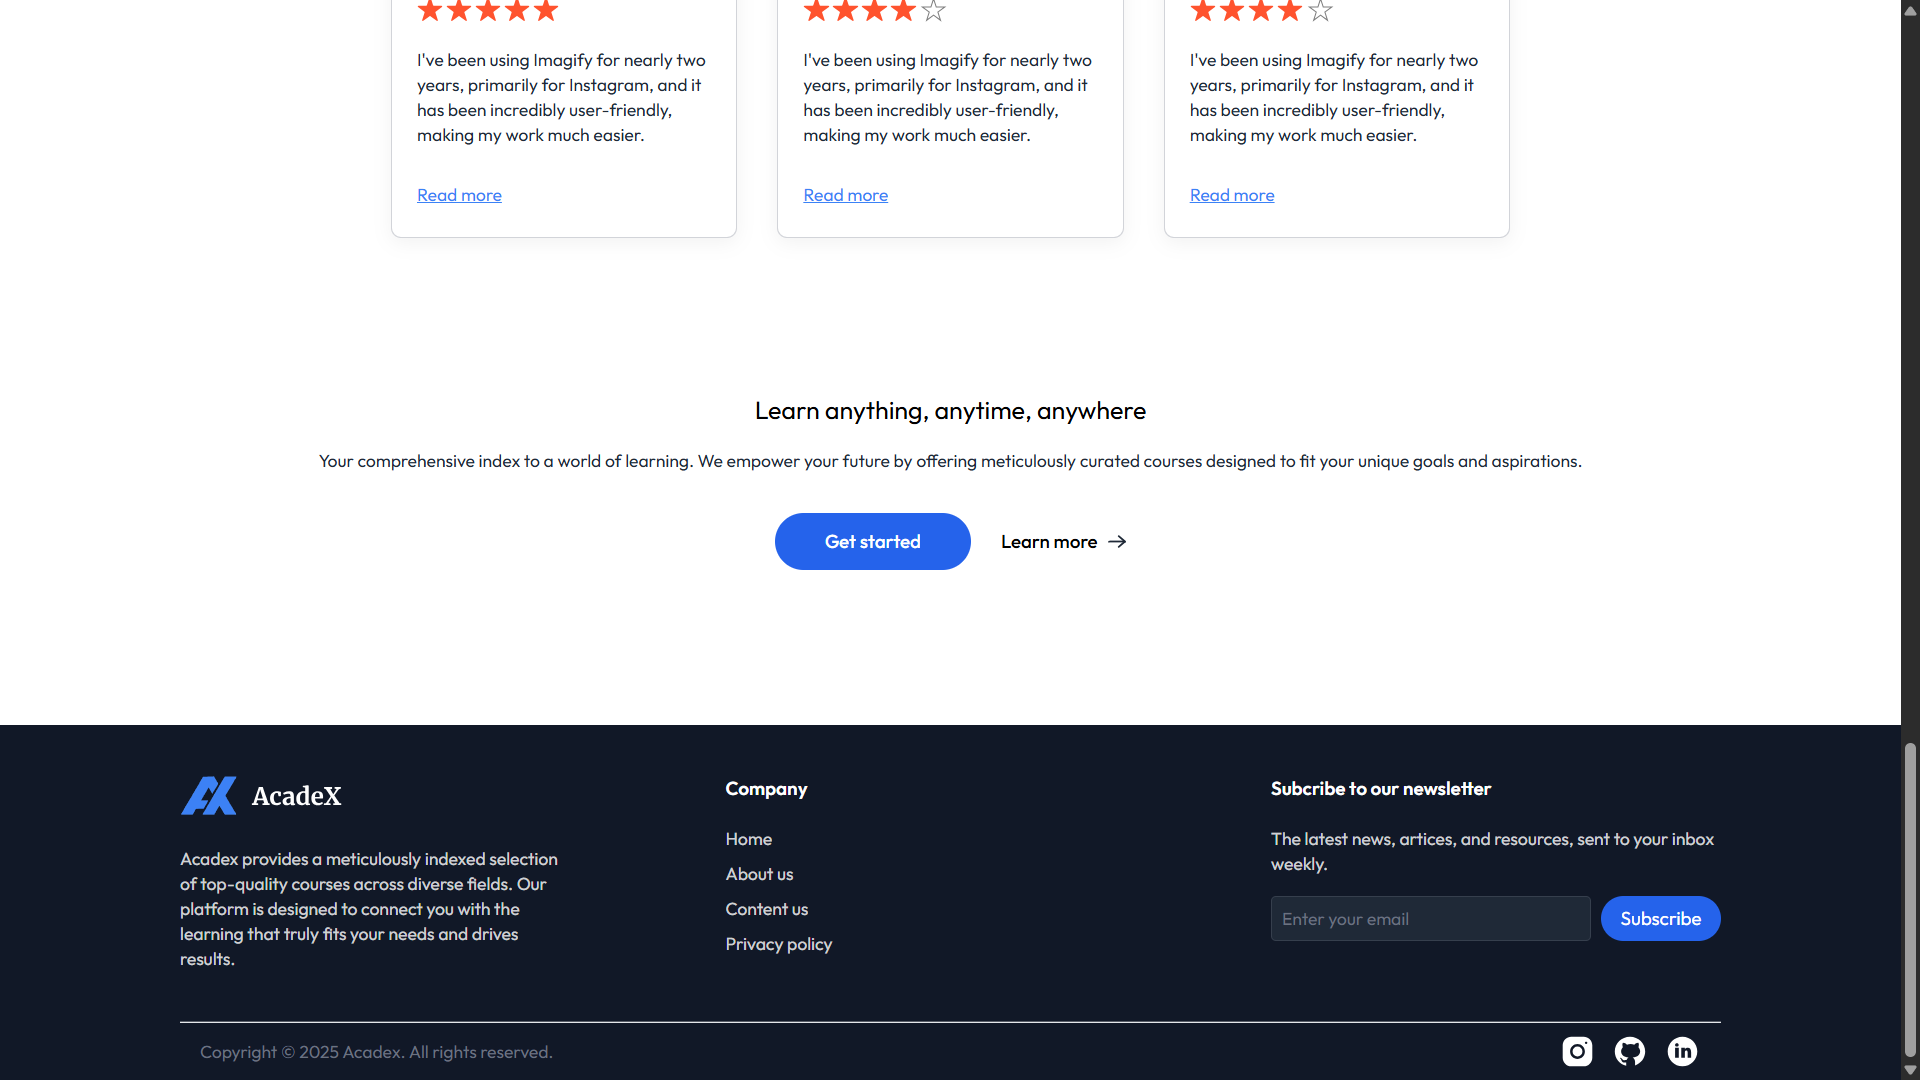 I've been using Imagify for nearly two
years, primarily for Instagram, and it
has been incredibly user-friendly,
making my work much easier.
Read more
I've been using Imagify for nearly two
years, primarily for Instagram, and it
has been incredibly user-friendly,
making my work much easier.
Read more
I've been using Imagify for nearly two
years, primarily for Instagram, and it
has been incredibly user-friendly,
making my work much easier.
Read more
Learn anything, anytime, anywhere
Your comprehensive index to a world of learning. We empower your future by offering meticulously curated courses designed to fit your unique goals and aspirations.
Get started
Learn more
AcadeX
Acadex provides a meticulously indexed selection
of top-quality courses across diverse fields. Our
platform is designed to connect you with the
learning that truly fits your needs and drives
results.
Company
Home
About us
Content us
Privacy policy
Subcribe to our newsletter
The latest news, artices, and resources, sent to your inbox
weekly.
Enter your email
Subscribe
Copyright © 2025 Acadex. All rights reserved.